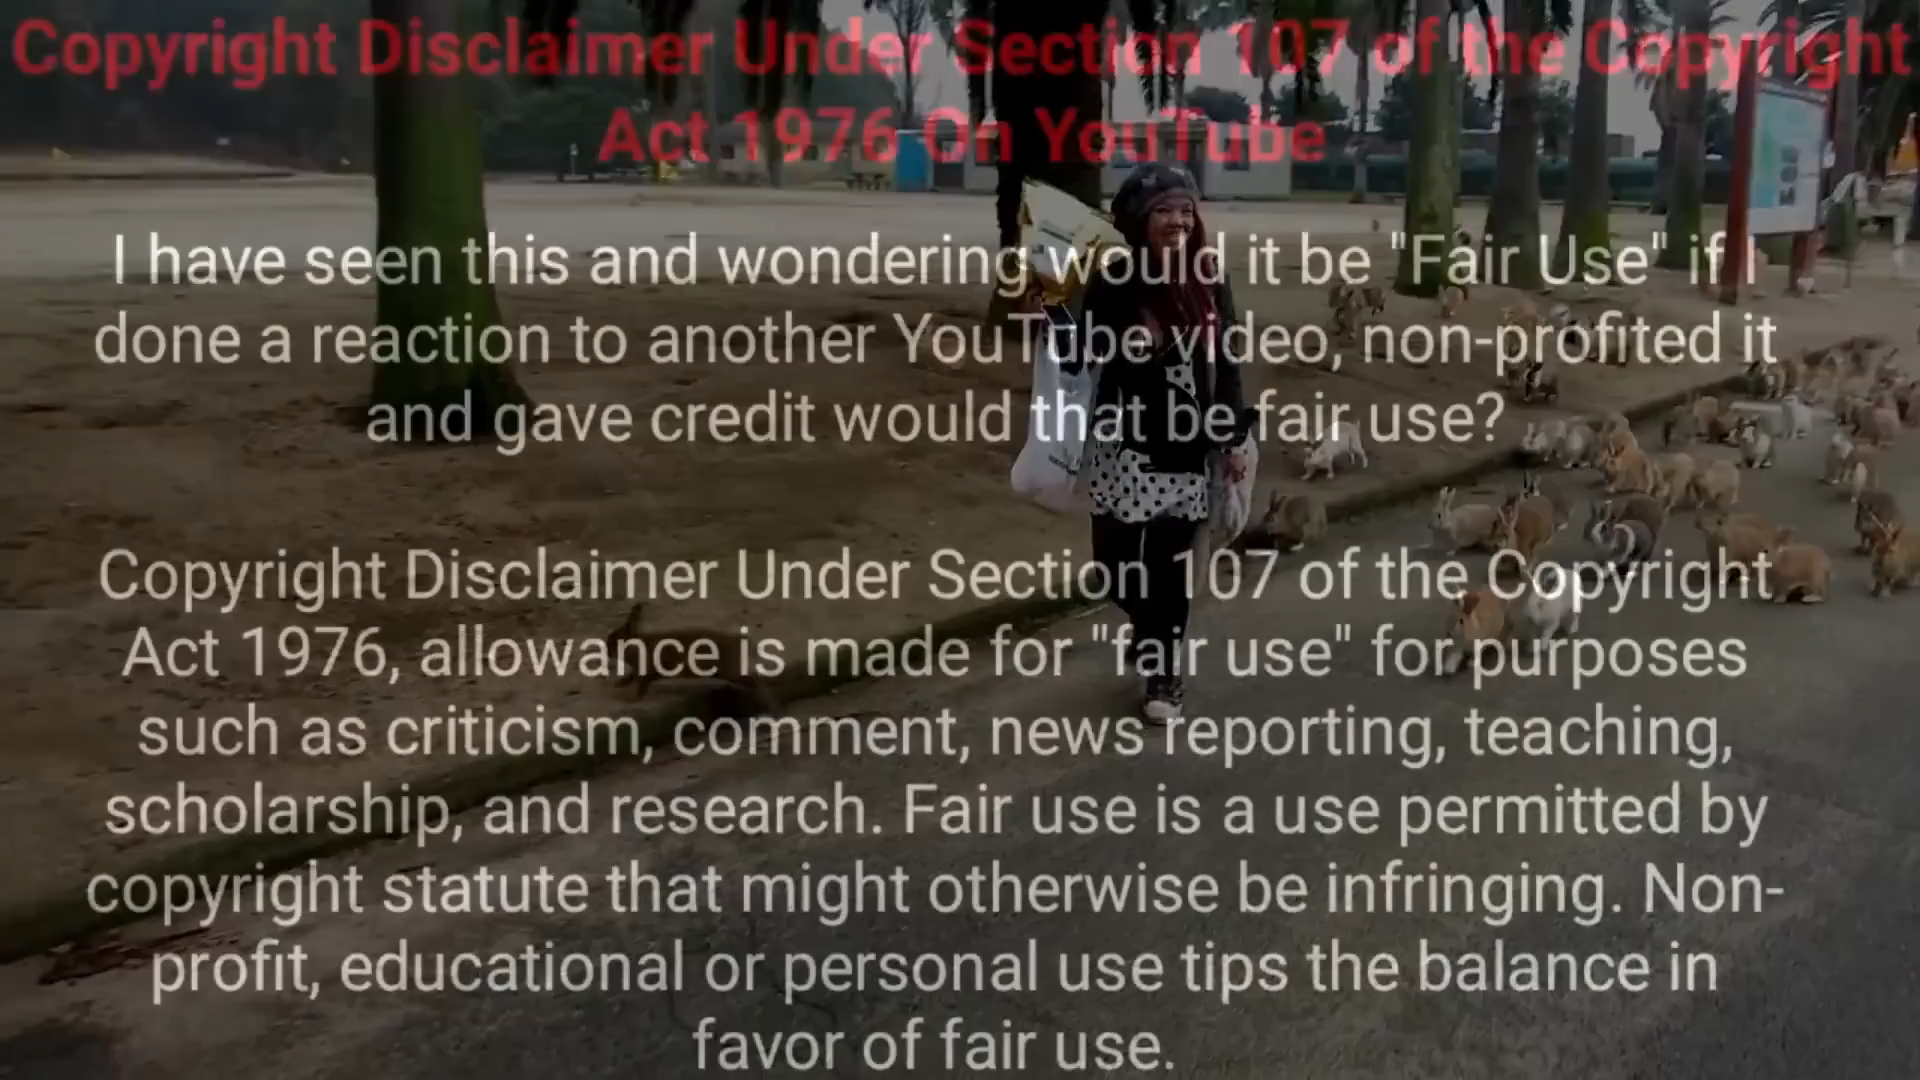 Copyright Disclaimer Under Section 107 of the Copyright
Act 1976 On YouTube
I have seen this and wondering would it be "Fair Use" if I
done a reaction to another YouTube video, non-profited it
and gave credit would that be fair use?
Copyright Disclaimer Under Section 107 of the Copyright
Act 1976, allowance is made for "fair use" for purposes
such as criticism, comment, news reporting, teaching,
scholarship, and research. Fair use is a use permitted by
copyright statute that might otherwise be infringing. Non-
profit, educational or personal use tips the balance in
favor of fair use.